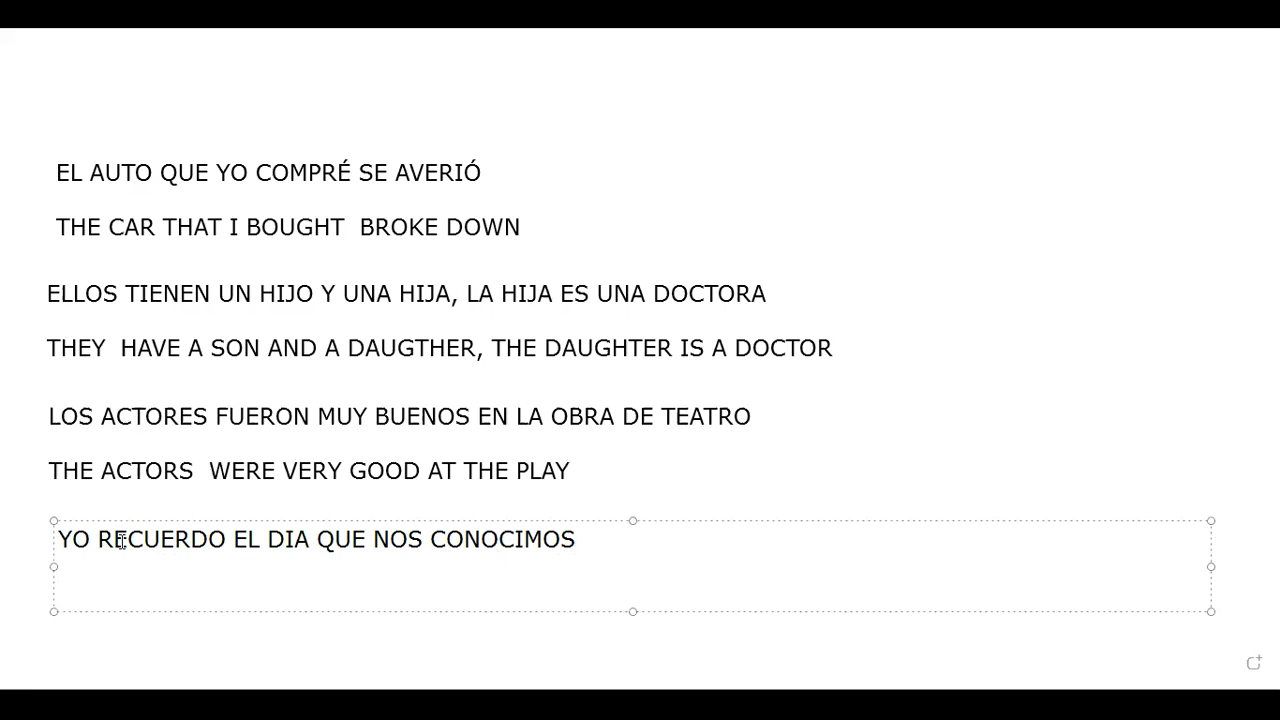 EL AUTO QUE YO COMPRÉ SE AVERIÓ
THE CAR THAT I BOUGHT  BROKE DOWN
ELLOS TIENEN UN HIJO Y UNA HIJA, LA HIJA ES UNA DOCTORA
THEY  HAVE A SON AND A DAUGTHER, THE DAUGHTER IS A DOCTOR
LOS ACTORES FUERON MUY BUENOS EN LA OBRA DE TEATRO
THE ACTORS  WERE VERY GOOD AT THE PLAY
YO RECUERDO EL DIA QUE NOS CONOCIMOS